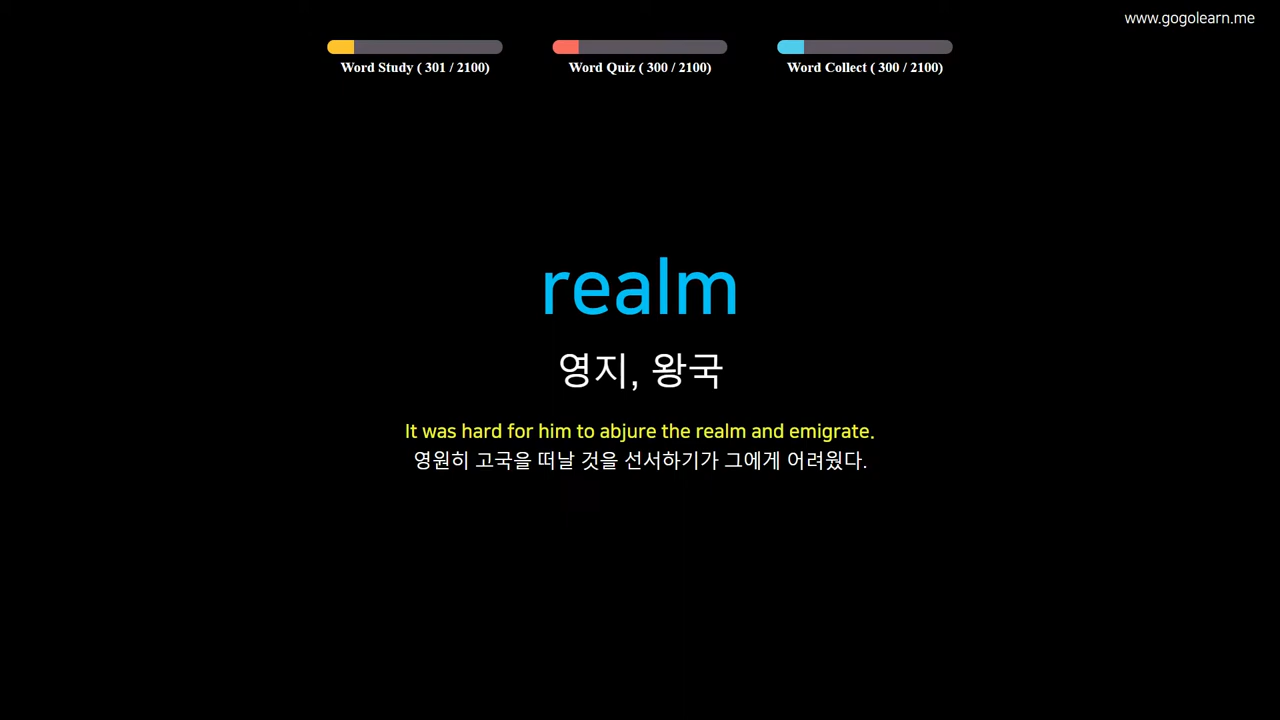 www.gogolearn.me
Word Study ( 301 / 2100)
Word Quiz ( 300 / 2100)
Word Collect ( 300 / 2100)
realm
영지, 왕국
It was hard for him to abjure the realm and emigrate.
영원히 고국을 떠날 것을 선서하기가 그에게 어려웠다.